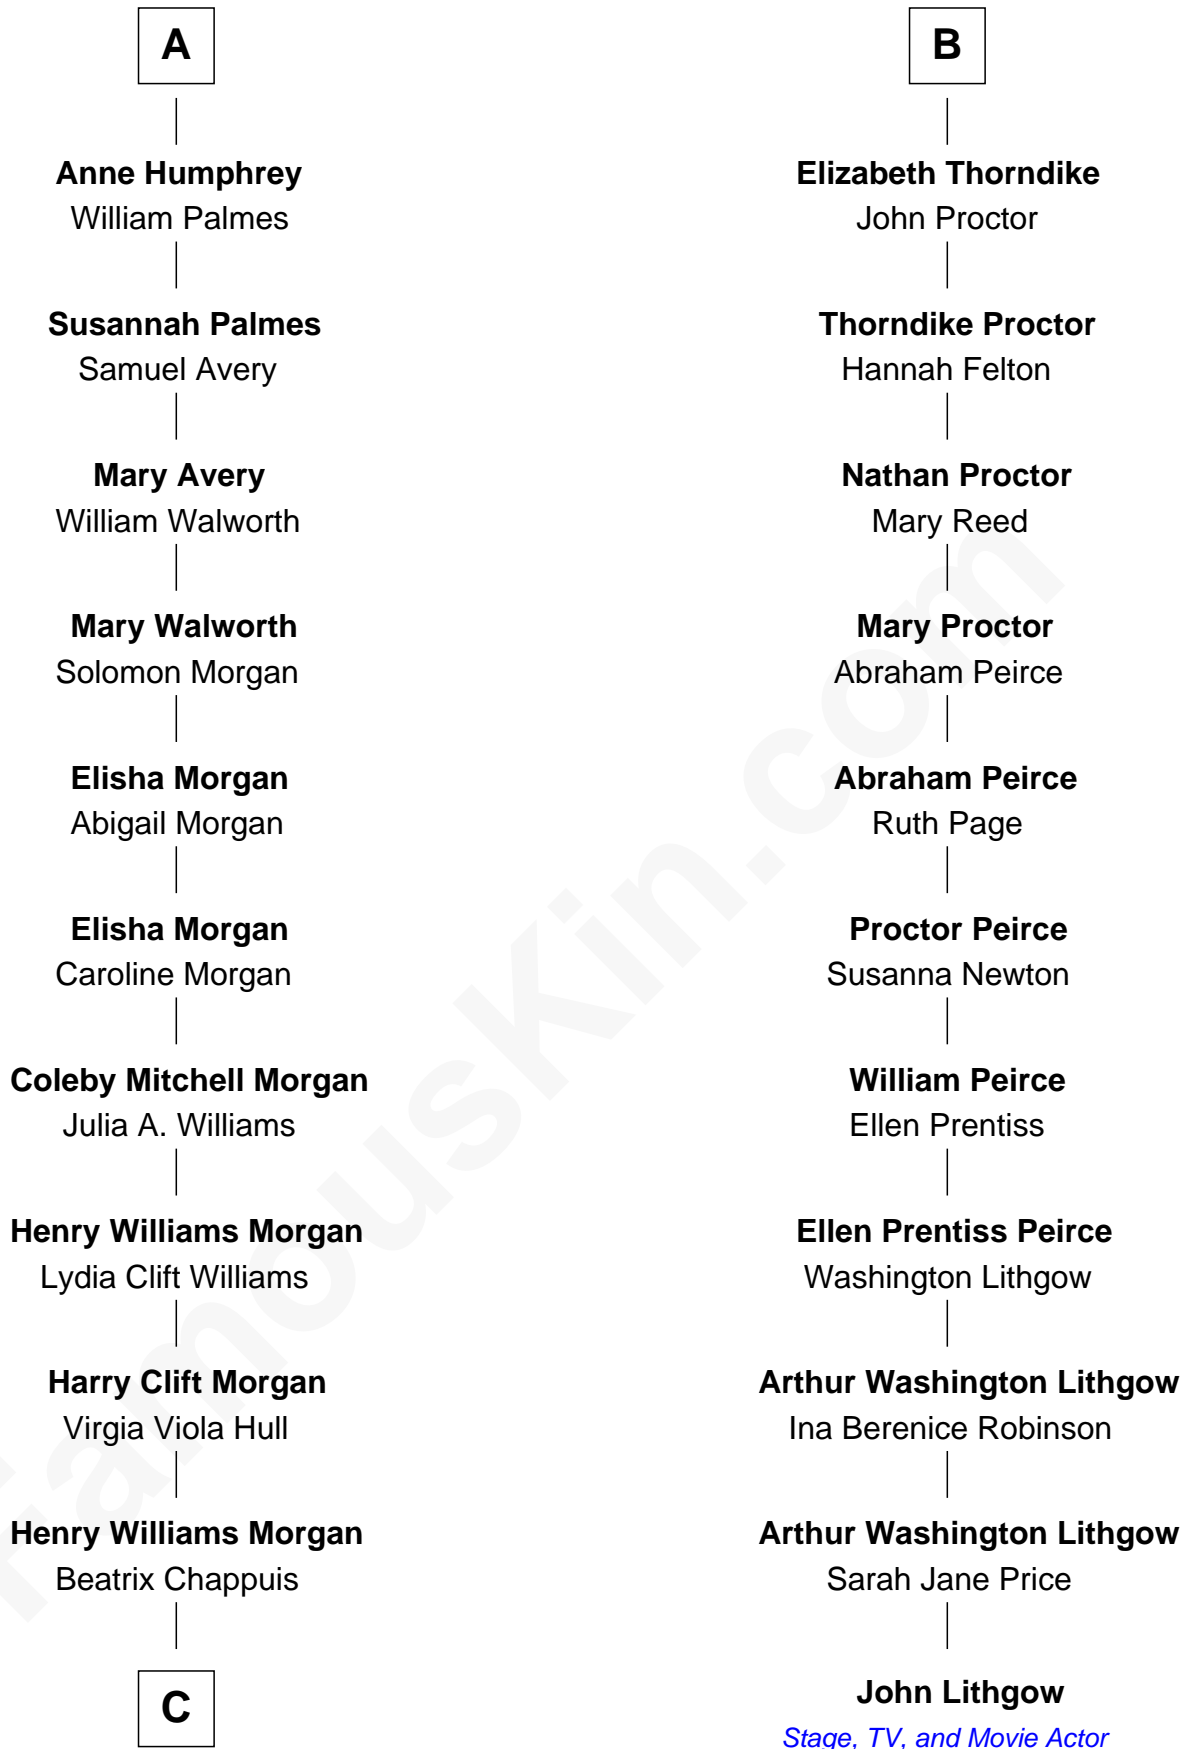 A
Anne Humphrey
William Palmes
Susannah Palmes
Samuel Avery
Mary Avery
William Walworth
Mary Walworth
Solomon Morgan
Elisha Morgan
Abigail Morgan
Elisha Morgan
Caroline Morgan
Coleby Mitchell Morgan
Julia A. Williams
Henry Williams Morgan
Lydia Clift Williams
Harry Clift Morgan
Virgia Viola Hull
Henry Williams Morgan
Beatrix Chappuis
C
B
Elizabeth Thorndike
John Proctor
Thorndike Proctor
Hannah Felton
Nathan Proctor
Mary Reed
Mary Proctor
Abraham Peirce
Abraham Peirce
Ruth Page
Proctor Peirce
Susanna Newton
William Peirce
Ellen Prentiss
Ellen Prentiss Peirce
Washington Lithgow
Arthur Washington Lithgow
Ina Berenice Robinson
Arthur Washington Lithgow
Sarah Jane Price
John Lithgow
Stage, TV, and Movie Actor
famouskin.com